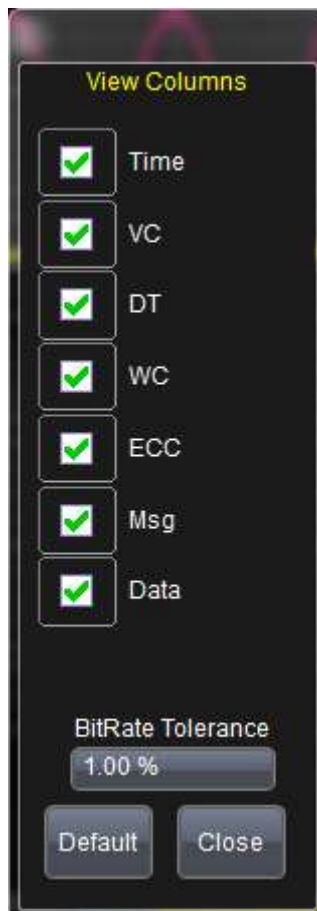 View Columns
Time
VC
DT
WC
ECC
Msg
Data
BitRate Tolerance
1.00 %
Default
Close